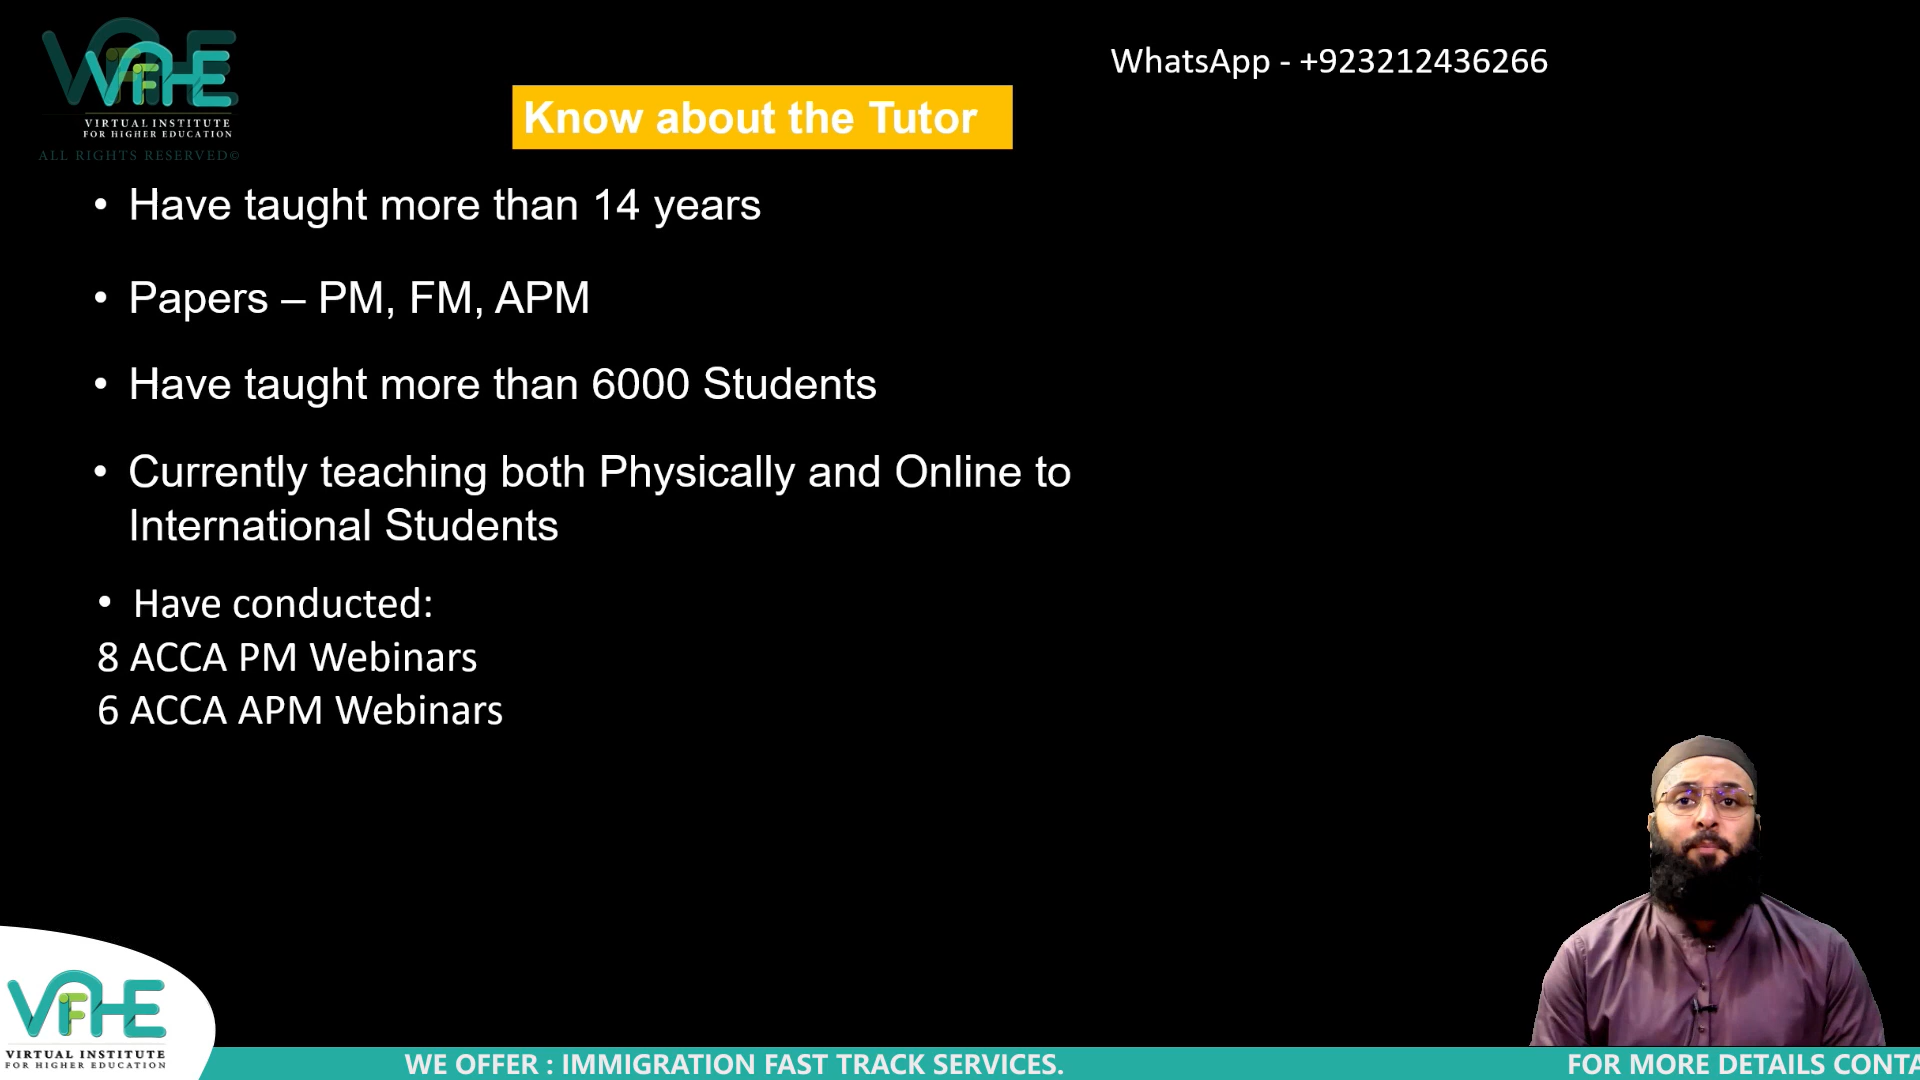 VIRTUAL INSTITUTE
FOR HIGHER EDUCATION
ALL RIGHTS RESERVED©
WhatsApp - +923212436266
Know about the Tutor
• Have taught more than 14 years
• Papers – PM, FM, APM
• Have taught more than 6000 Students
• Currently teaching both Physically and Online to
International Students
• Have conducted:
8 ACCA PM Webinars
6 ACCA APM Webinars
VIRTUAL INSTITUTE
FOR HIGHER EDUCATION
WE OFFER : IMMIGRATION FAST TRACK SERVICES.
FOR MORE DETAILS CONTA